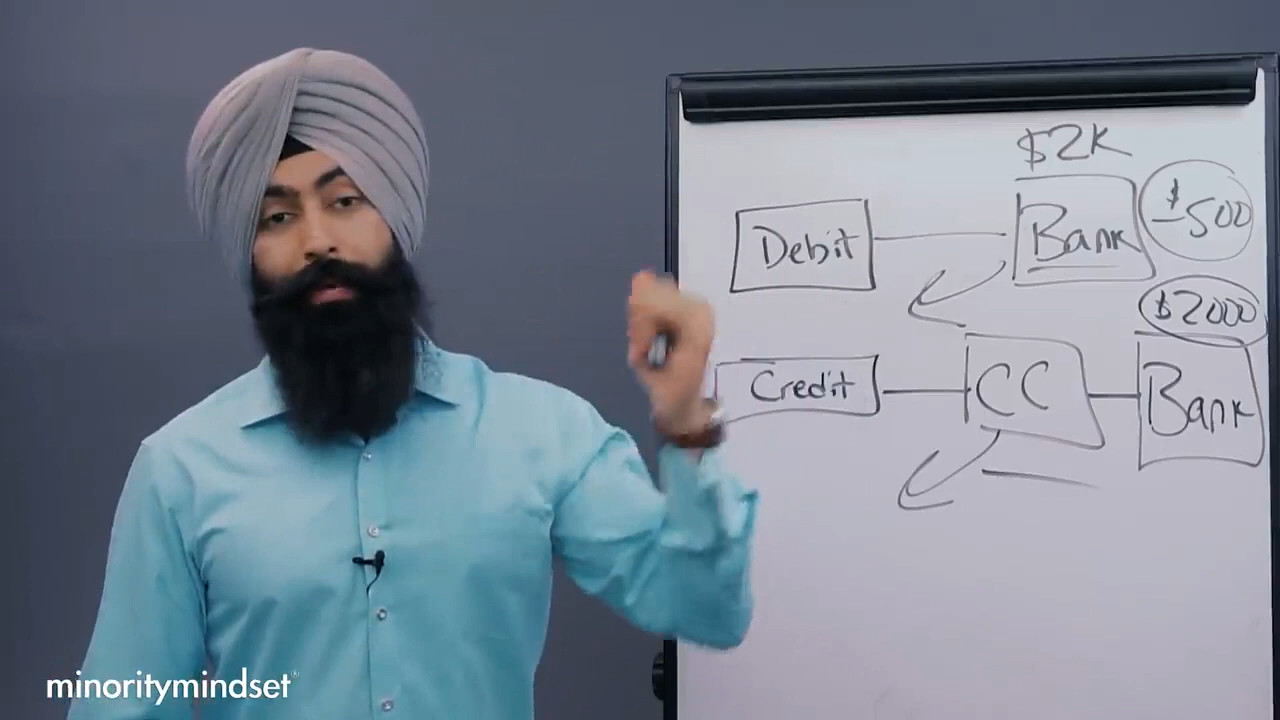 $2K
Debit
Bank
$500
$2000
Credit
CC
Bank
minoritymindset